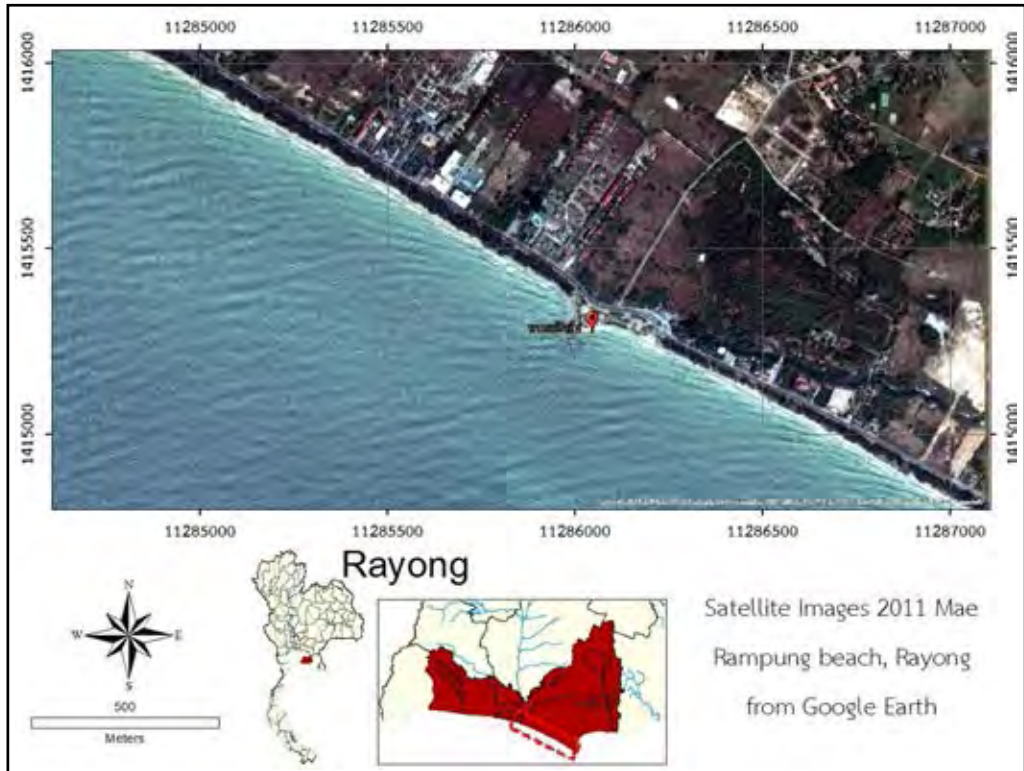 11285000 11285500 11286000 11286500 11287000
1416000 1416000
1415500 1415500
1415000 1415000
11285000 11285500 11286000 11286500 11287000
Rayong
N
W E
S
500
Meters
Satellite Images 2011 Mae
Rampung beach, Rayong
from Google Earth